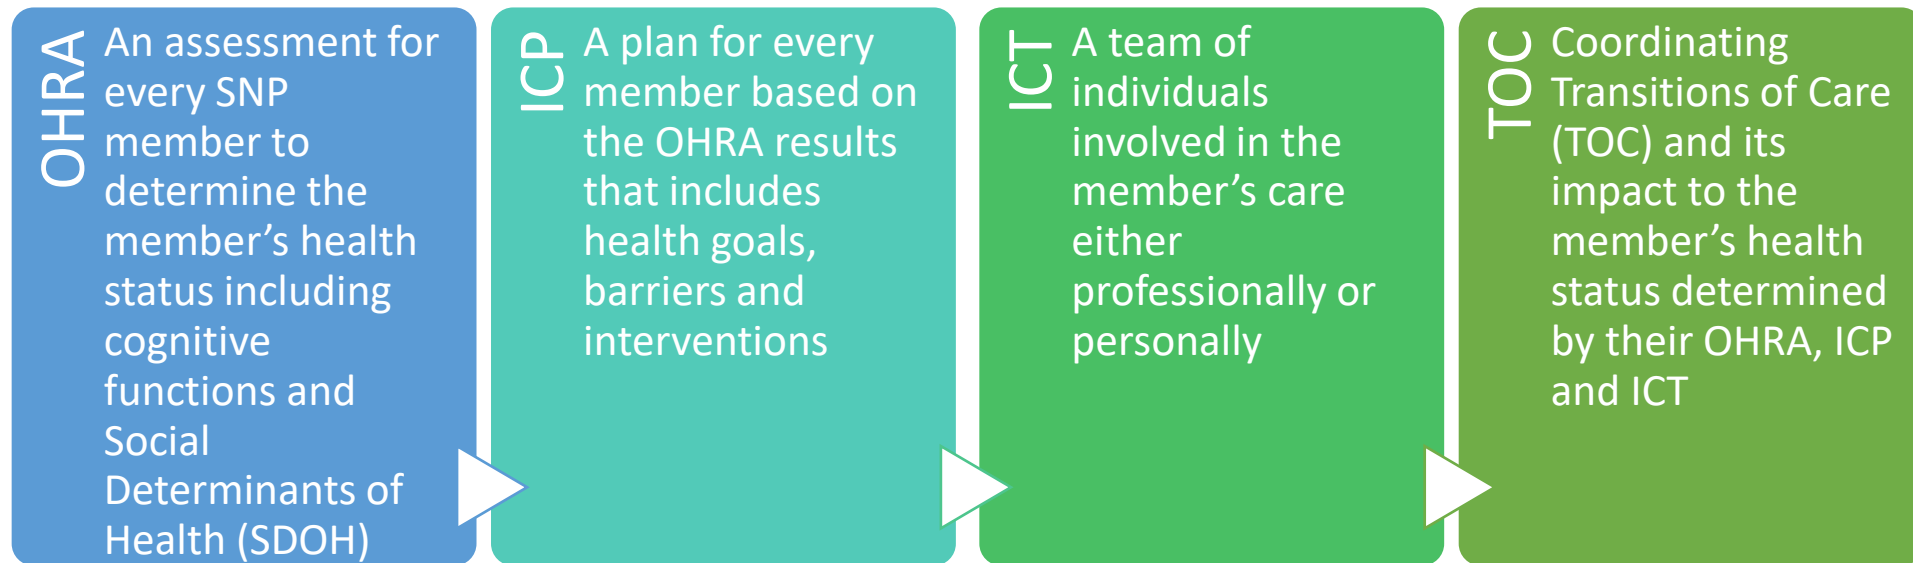 OHRA
An assessment for
every SNP
member to
determine the
member’s health
status including
cognitive
functions and
Social
Determinants of
Health (SDOH)
ICP
A plan for every
member based on
the OHRA results
that includes
health goals,
barriers and
interventions
ICT
A team of
individuals
involved in the
member’s care
either
professionally or
personally
TOC
Coordinating
Transitions of Care
(TOC) and its
impact to the
member’s health
status determined
by their OHRA, ICP
and ICT